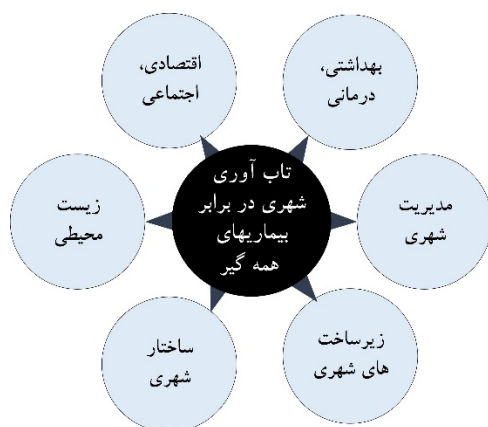 بهداشتی،
درمانی
اقتصادی،
اجتماعی
تاب آوری
شهری در برابر
بیماریهای
همه گیر
مدیریت
شهری
زیست
محیطی
زیرساخت
های شهری
ساختار
شهری